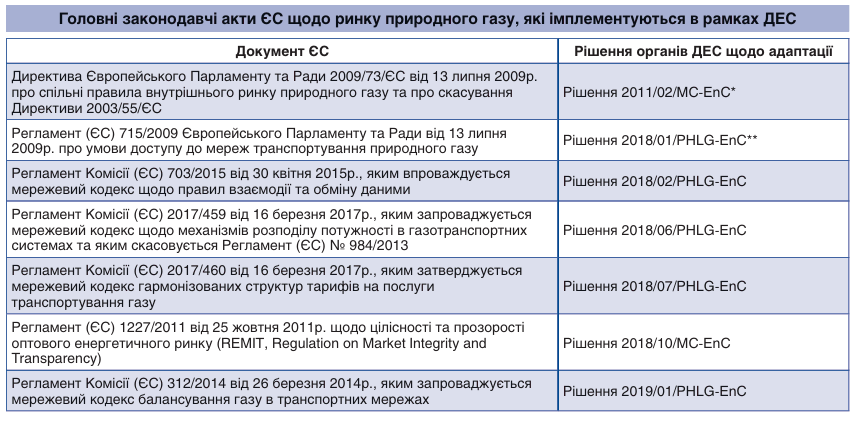 Головні законодавчі акти ЄС щодо ринку природного газу, які імплементуються в рамках ДЕС
Документ ЄС
Рішення органів ДЕС щодо адаптації
Директива Європейського Парламенту та Ради 2009/73/ЄС від 13 липня 2009р.
про спільні правила внутрішнього ринку природного газу та про скасування
Директиви 2003/55/ЄС
Рішення 2011/02/MC-EnC*
Регламент (ЄС) 715/2009 Європейського Парламенту та Ради від 13 липня
2009р. про умови доступу до мереж транспортування природного газу
Рішення 2018/01/PHLG-EnC**
Регламент Комісії (ЄС) 703/2015 від 30 квітня 2015р., яким впроваждується
мережевий кодекс щодо правил взаємодії та обміну даними
Рішення 2018/02/PHLG-EnC
Регламент Комісії (ЄС) 2017/459 від 16 березня 2017р., яким запроваджується
мережевий кодекс щодо механізмів розподілу потужності в газотранспортних
системах та яким скасовується Регламент (ЄС) № 984/2013
Рішення 2018/06/PHLG-EnC
Регламент Комісії (ЄС) 2017/460 від 16 березня 2017р., яким затверджується
мережевий кодекс гармонізованих структур тарифів на послуги
транспортування газу
Рішення 2018/07/PHLG-EnC
Регламент (ЄС) 1227/2011 від 25 жовтня 2011р. щодо цілісності та прозорості
оптового енергетичного ринку (REMIT, Regulation on Market Integrity and
Transparency)
Рішення 2018/10/MC-EnC
Регламент Комісії (ЄС) 312/2014 від 26 березня 2014р., яким запроваджується
мережевий кодекс балансування газу в транспортних мережах
Рішення 2019/01/PHLG-EnC